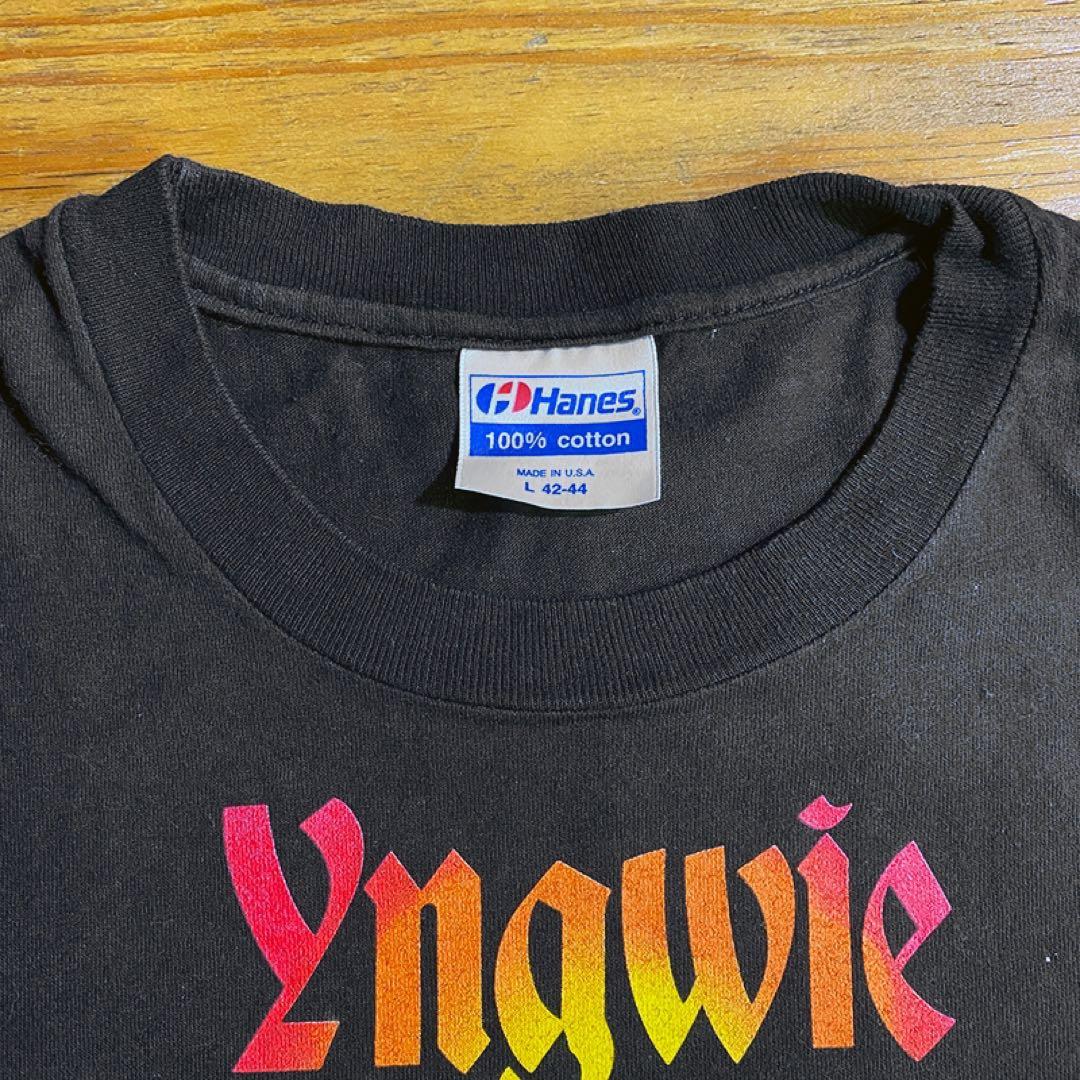 Hanes®
100% cotton
MADE IN U.S.A.
L 42-44
Yngwie